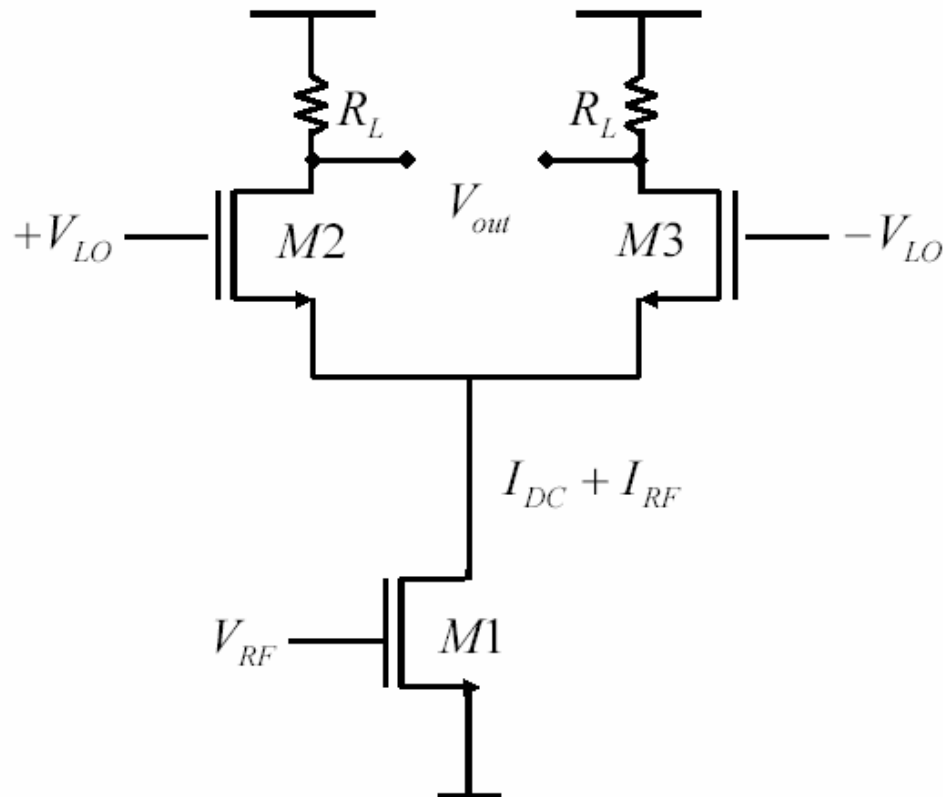 R_L R_L
+V_LO M2 V_out M3 −V_LO
I_DC + I_RF
V_RF M1